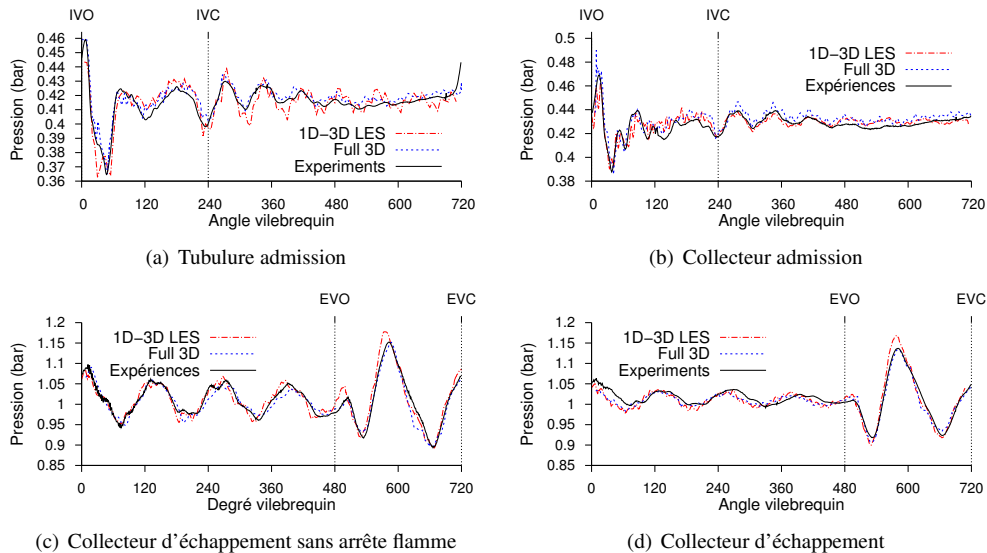 IVO IVC
0.46
0.45
0.44
0.43
0.42
0.41
0.4
0.39
0.38
0.37
0.36
Pression (bar)
1D-3D LES
Full 3D
Experiments
0 120 240 360 480 600 720
Angle vilebrequin
(a) Tubulure admission
IVO IVC
0.5
0.48
0.46
0.44
0.42
0.4
0.38
Pression (bar)
1D-3D LES
Full 3D
Expériences
0 120 240 360 480 600 720
Angle vilebrequin
(b) Collecteur admission
EVO EVC
1.2
1.15
1.1
1.05
1
0.95
0.9
0.85
Pression (bar)
1D-3D LES
Full 3D
Expériences
0 120 240 360 480 600 720
Degré vilebrequin
(c) Collecteur d'échappement sans arrête flamme
EVO EVC
1.2
1.15
1.1
1.05
1
0.95
0.9
0.85
Pression (bar)
1D-3D LES
Full 3D
Experiments
0 120 240 360 480 600 720
Angle vilebrequin
(d) Collecteur d'échappement